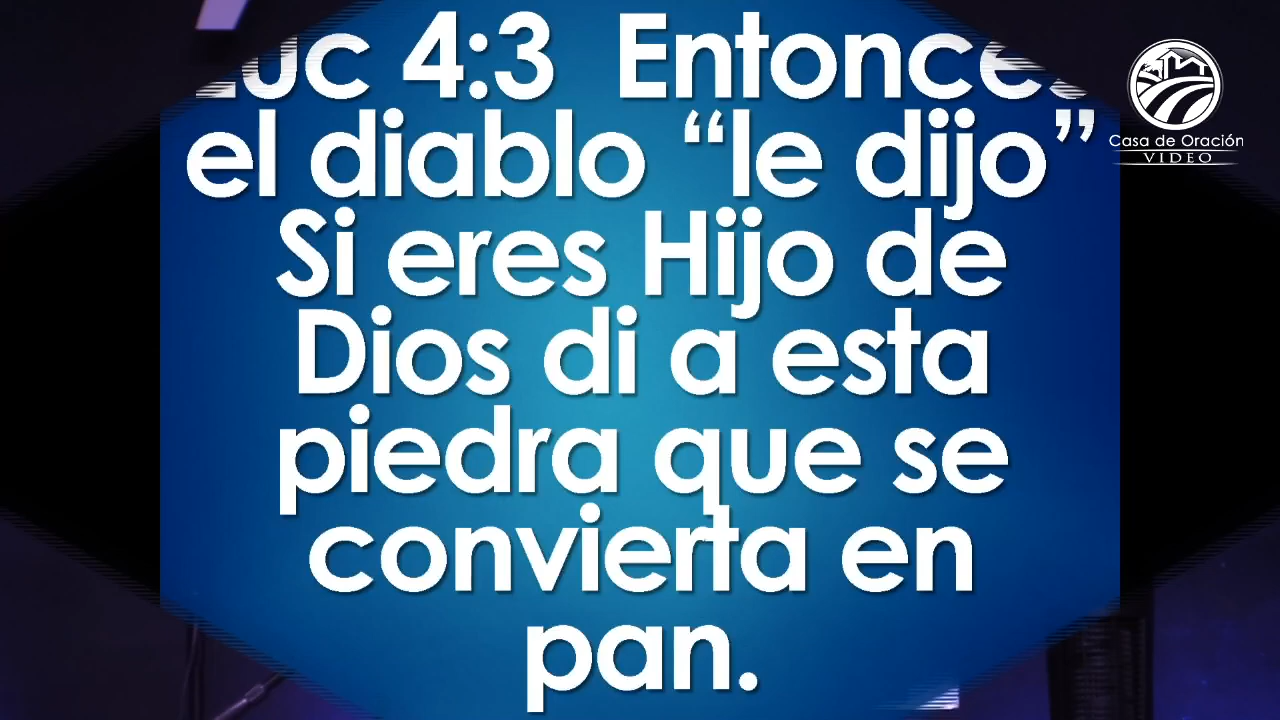 Luc 4:3 Entonces
el diablo “le dijo”
Si eres Hijo de
Dios di a esta
piedra que se
convierta en
pan.
Casa de Oración
VIDEO